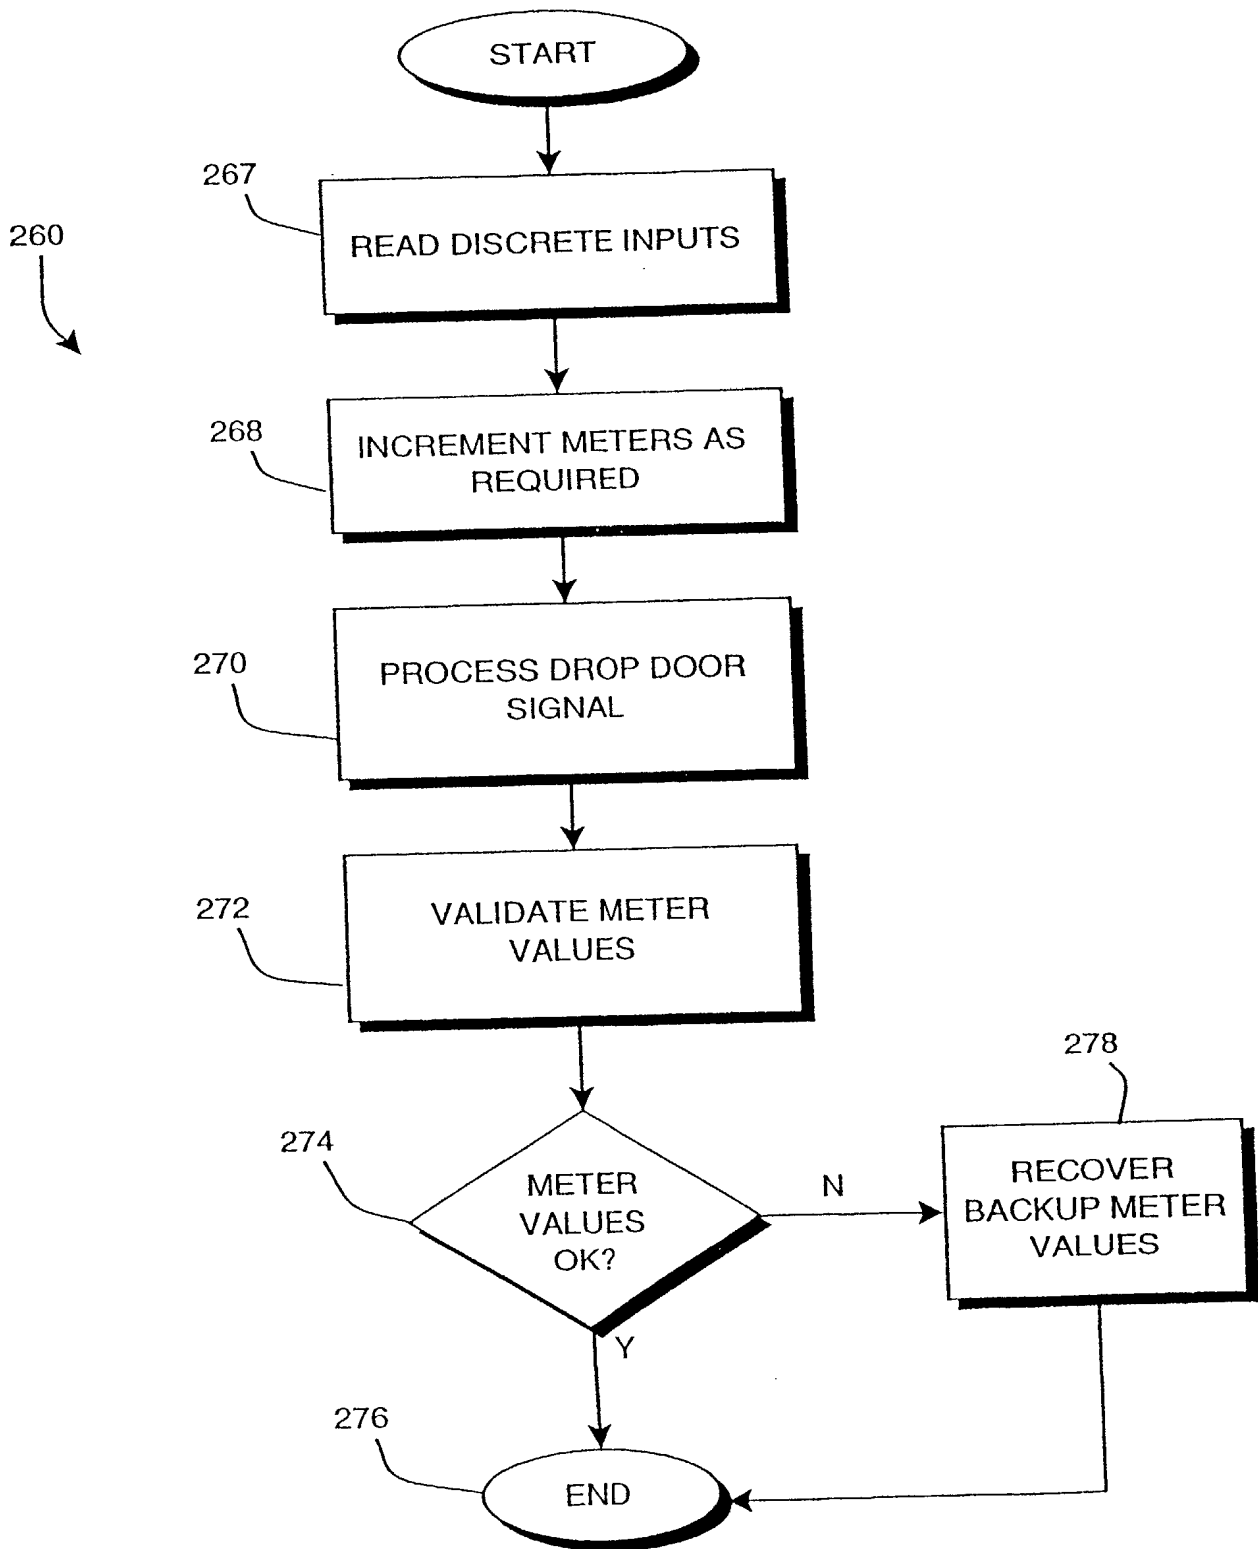 START
267
READ DISCRETE INPUTS
260
268
INCREMENT METERS AS
REQUIRED
270
PROCESS DROP DOOR
SIGNAL
272
VALIDATE METER
VALUES
274
METER
VALUES
OK?
N
278
RECOVER
BACKUP METER
VALUES
Y
276
END